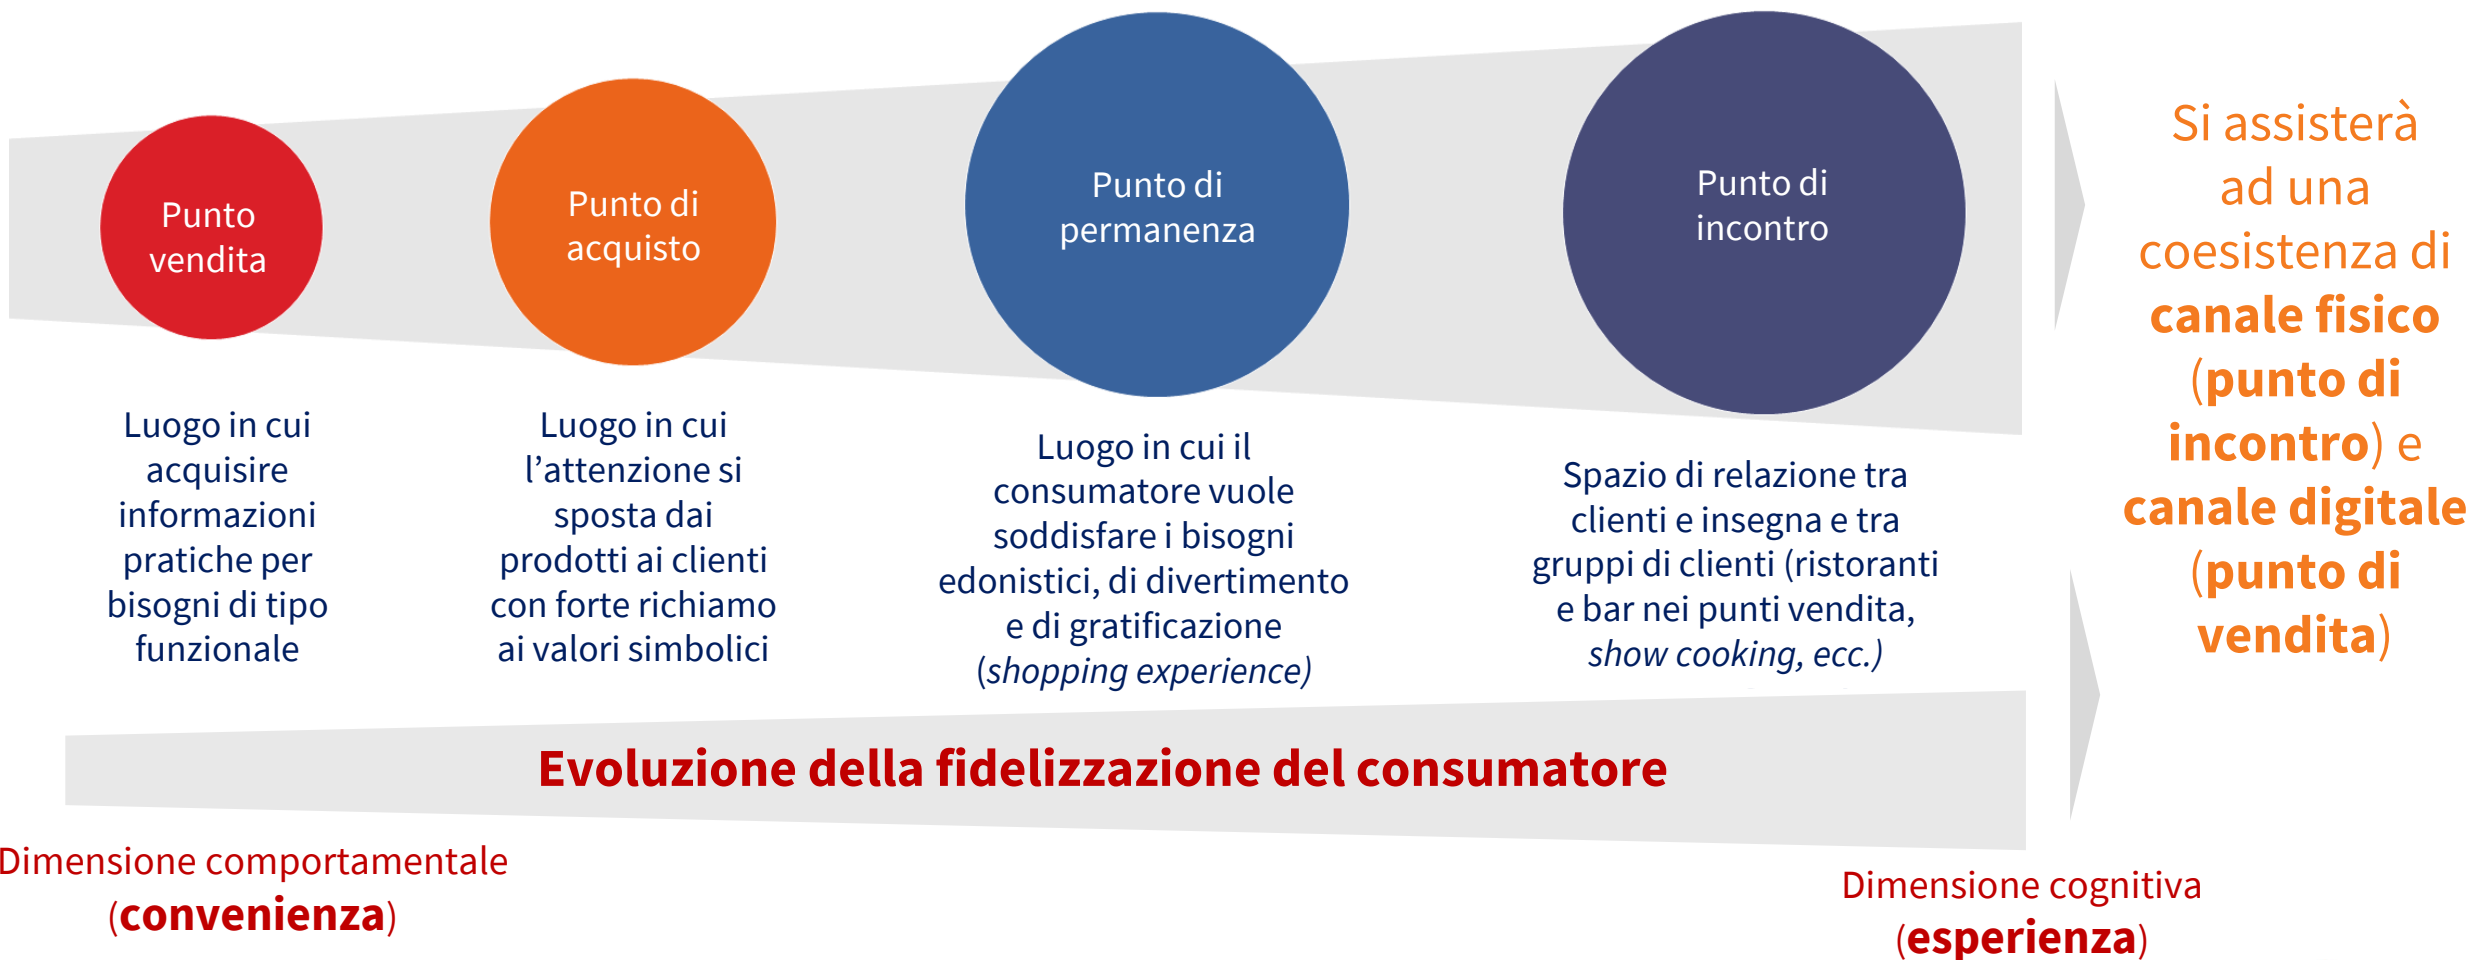 Punto
vendita
Punto di
acquisto
Punto di
permanenza
Punto di
incontro
Luogo in cui
acquisire
informazioni
pratiche per
bisogni di tipo
funzionale
Luogo in cui
l’attenzione si
sposta dai
prodotti ai clienti
con forte richiamo
ai valori simbolici
Luogo in cui il
consumatore vuole
soddisfare i bisogni
edonistici, di divertimento
e di gratificazione
(shopping experience)
Spazio di relazione tra
clienti e insegna e tra
gruppi di clienti (ristoranti
e bar nei punti vendita,
show cooking, ecc.)
Si assisterà
ad una
coesistenza di
canale fisico
(punto di
incontro) e
canale digitale
(punto di
vendita)
Evoluzione della fidelizzazione del consumatore
Dimensione comportamentale
(convenienza)
Dimensione cognitiva
(esperienza)